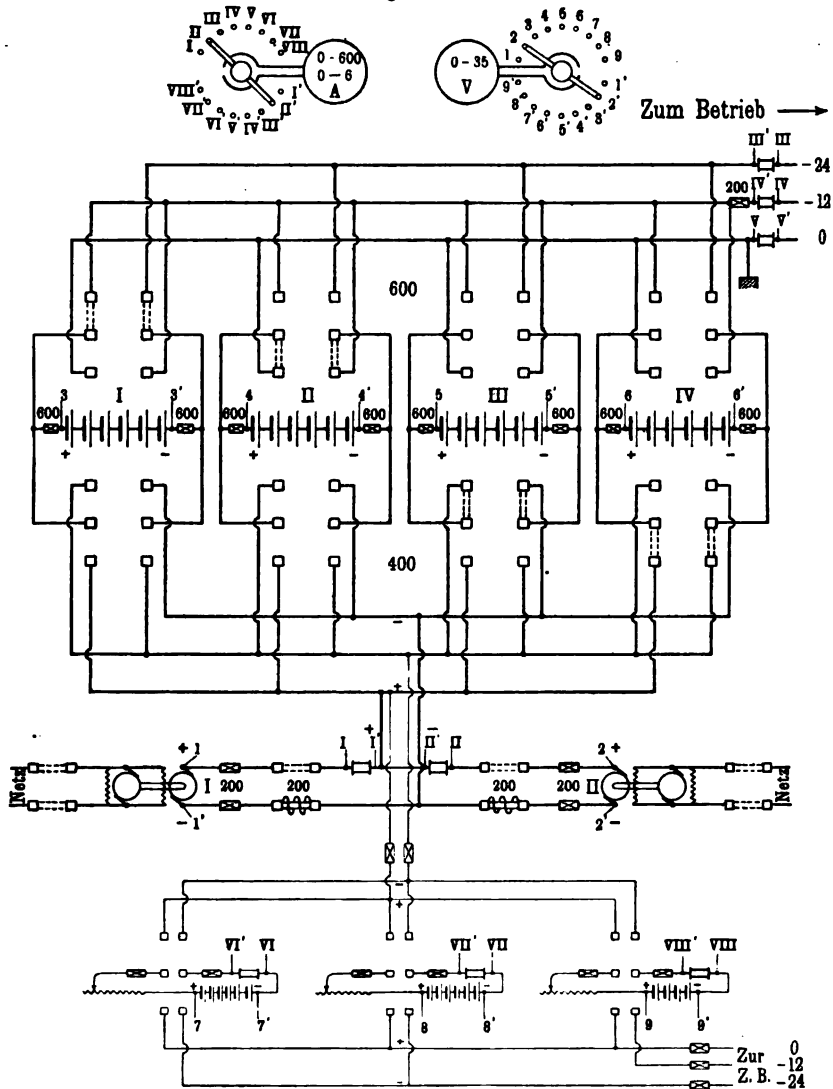 I II III IV V VI VII VIII
VIII' VII' VI' V' IV' III' II' I'
0-600
0-6
A
0-35
V
1 2 3 4 5 6 7 8 9
9' 8' 7' 6' 5' 4' 3' 2' 1'
Zum Betrieb
III' III
-24
200 IV' IV
-12
V V'
0
600
3 I 3' 4 II 4' 5 III 5' 6 IV 6'
600 600 600 600 600 600 600 600
+ - + - + - + -
400
-
+
+ -
+ 1 I I' II' II 2 +
Netz I 200 200 200 200 II Netz
- 1' 2' -
-
+
VI' VI VII' VII VIII' VIII
+ - + - + -
7 7' 8 8' 9 9'
+ 0
Zur -12
- Z. B. -24